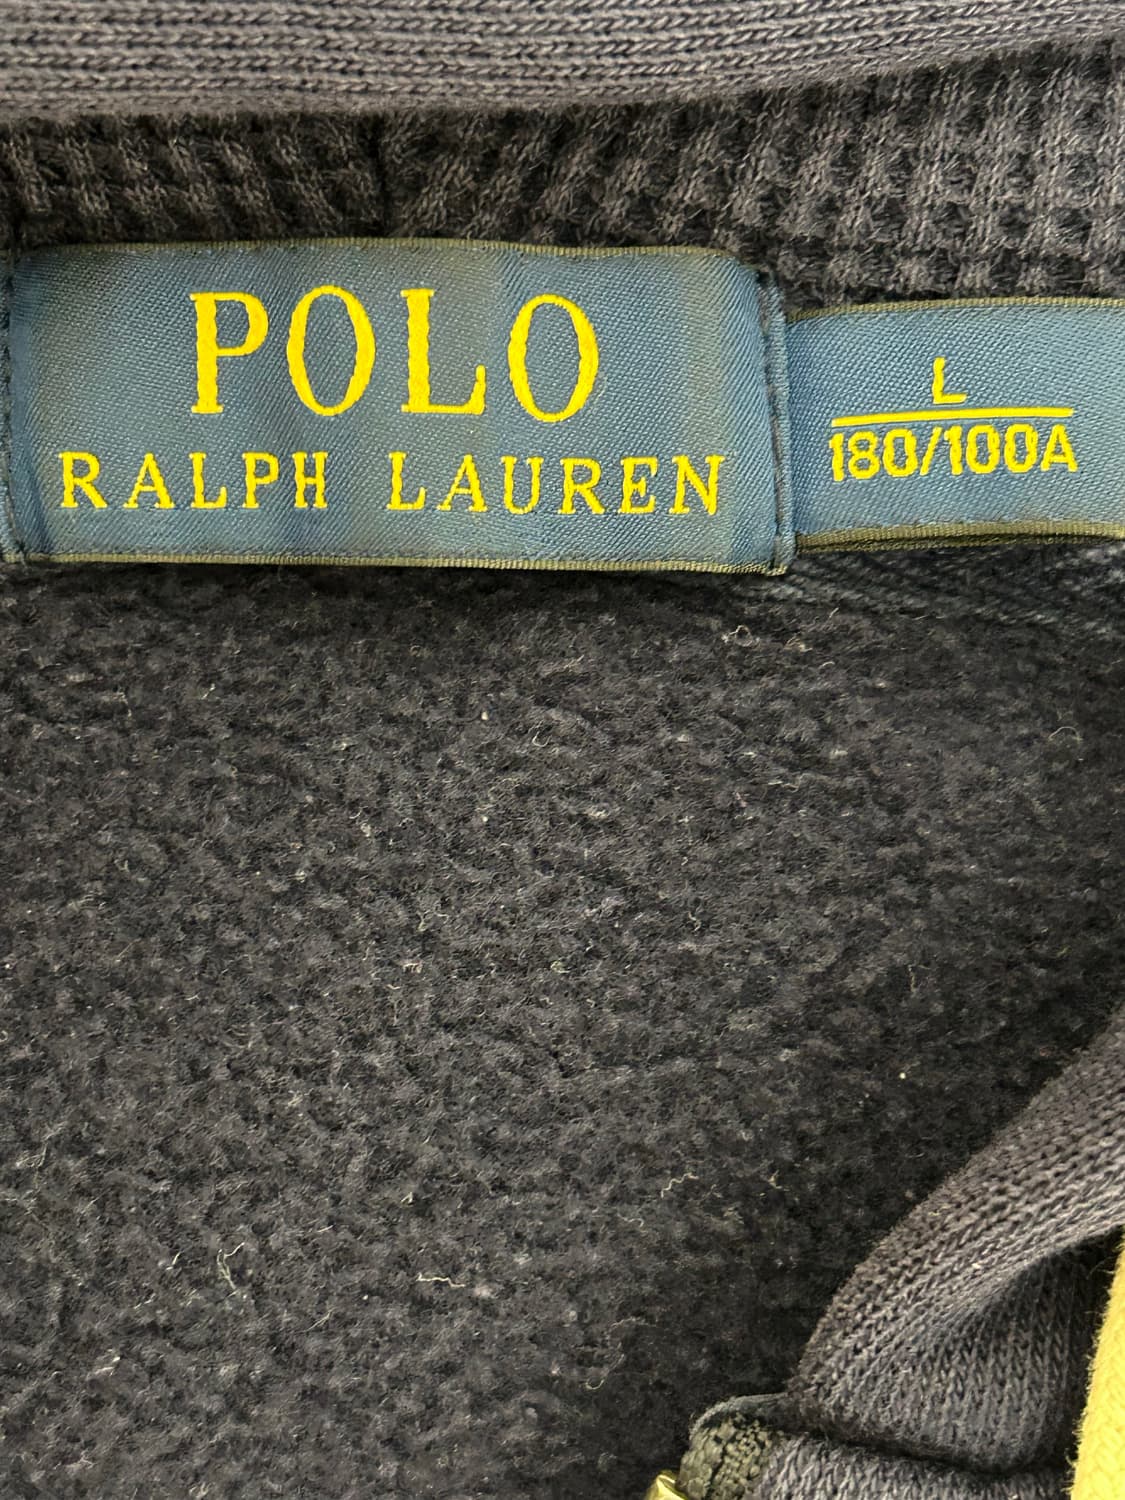 POLO
RALPH LAUREN
L
180/100A